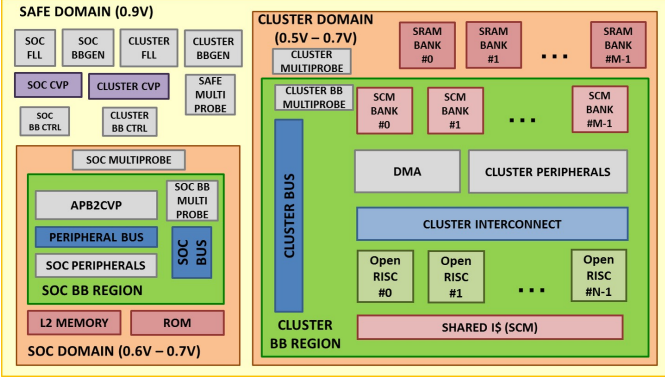 SAFE DOMAIN (0.9V)
SOC
FLL
SOC
BBGEN
CLUSTER
FLL
CLUSTER
BBGEN
SOC CVP
CLUSTER CVP
SAFE
MULTI
PROBE
SOC
BB CTRL
CLUSTER
BB CTRL
SOC MULTIPROBE
APB2CVP
SOC BB
MULTI
PROBE
PERIPHERAL BUS
SOC PERIPHERALS
SOC
BUS
SOC BB REGION
L2 MEMORY
ROM
SOC DOMAIN (0.6V – 0.7V)
CLUSTER DOMAIN
(0.5V – 0.7V)
CLUSTER
MULTIPROBE
SRAM
BANK
#0
SRAM
BANK
#1
...
SRAM
BANK
#M-1
CLUSTER BB
MULTIPROBE
SCM
BANK
#0
SCM
BANK
#1
...
SCM
BANK
#M-1
CLUSTER BUS
DMA
CLUSTER PERIPHERALS
CLUSTER INTERCONNECT
Open
RISC
#0
Open
RISC
#1
...
Open
RISC
#N-1
CLUSTER
BB REGION
SHARED I$ (SCM)